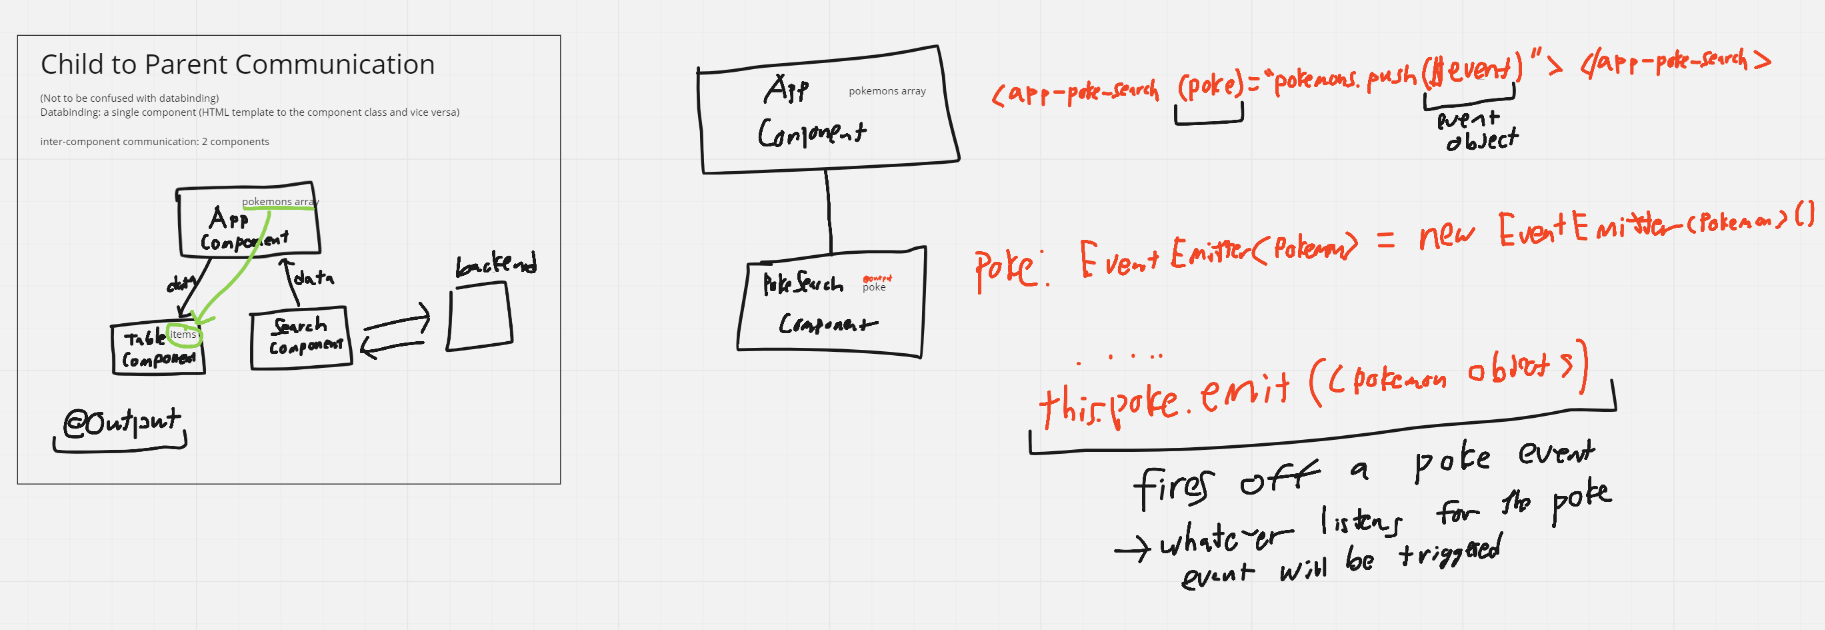 Child to Parent Communication
(Not to be confused with databinding)
Databinding: a single component (HTML template to the component class and vice versa)
inter-component communication: 2 components
pokemons array
App
Component
data
data
backend
Table
items
Component
Search
Component
@Output
App
pokemons array
Component
PokeSearch
poke
Component
<app-poke-search (poke)="pokemons.push($event)"> </app-poke-search>
event
object
poke: EventEmitter<Pokemon> = new EventEmitter<Pokemon>()
. . . . .
this.poke.emit({pokemon object})
fires off a poke event
→ whatever listens for the poke
event will be triggered